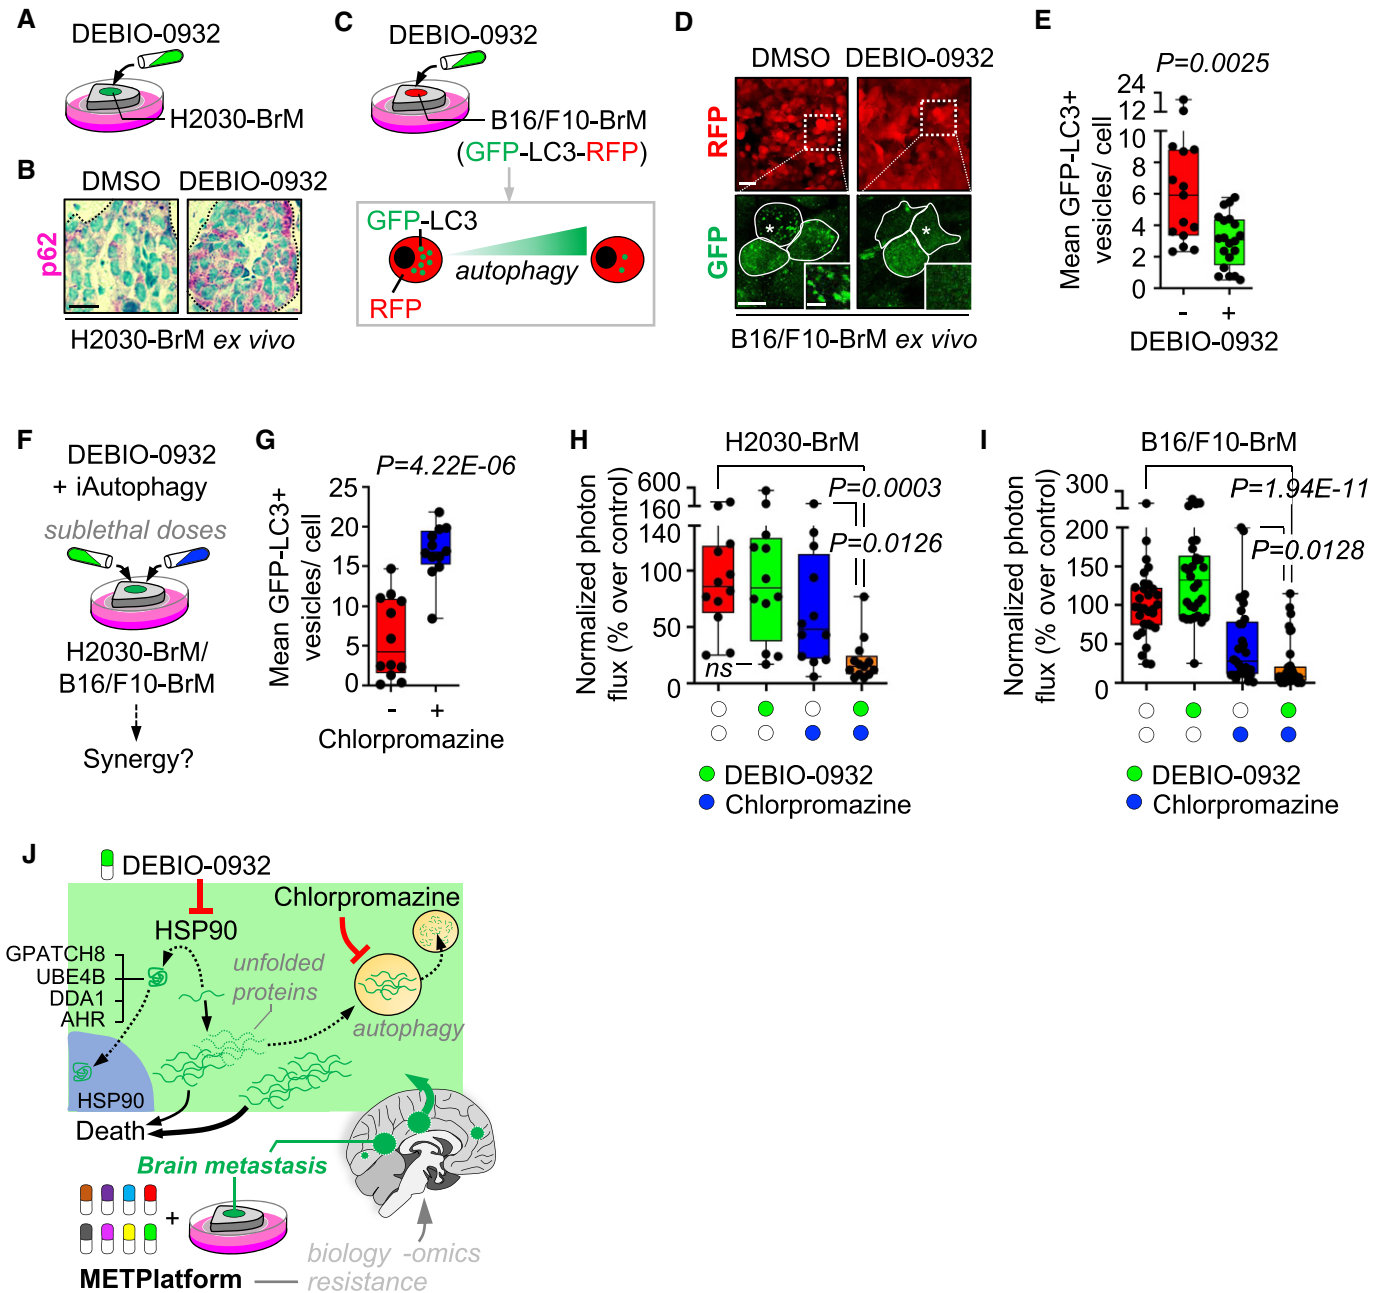 A
DEBIO-0932
H2030-BrM
B
DMSO
DEBIO-0932
p62
H2030-BrM ex vivo
C
DEBIO-0932
B16/F10-BrM
(GFP-LC3-RFP)
GFP-LC3
autophagy
RFP
D
DMSO
DEBIO-0932
RFP
GFP
*
*
B16/F10-BrM ex vivo
E
P=0.0025
Mean GFP-LC3+
vesicles/ cell
24
12
10
8
6
4
2
0
-
+
DEBIO-0932
F
DEBIO-0932
+ iAutophagy
sublethal doses
H2030-BrM/
B16/F10-BrM
Synergy?
G
P=4.22E-06
Mean GFP-LC3+
vesicles/ cell
25
20
15
10
5
0
-
+
Chlorpromazine
H
H2030-BrM
Normalized photon
flux (% over control)
600
160
140
100
50
0
P=0.0003
P=0.0126
ns
DEBIO-0932
Chlorpromazine
I
B16/F10-BrM
Normalized photon
flux (% over control)
300
200
150
100
50
0
P=1.94E-11
P=0.0128
DEBIO-0932
Chlorpromazine
J
DEBIO-0932
Chlorpromazine
HSP90
GPATCH8
UBE4B
DDA1
AHR
unfolded
proteins
autophagy
HSP90
Death
Brain metastasis
+
biology -omics
resistance
METPlatform